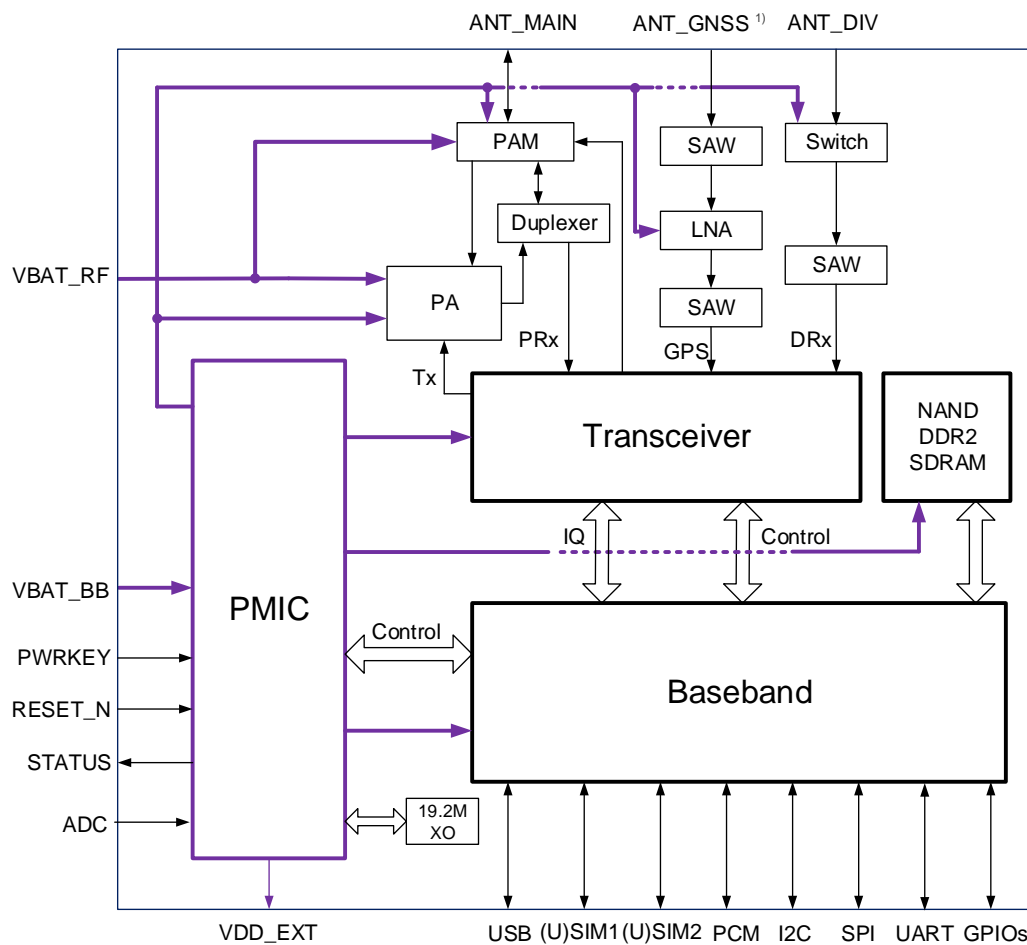 ANT_MAIN ANT_GNSS 1) ANT_DIV
PAM
SAW
Switch
Duplexer
LNA
VBAT_RF
PA
SAW
SAW
PRx
GPS
DRx
Tx
Transceiver
NAND
DDR2
SDRAM
IQ
Control
VBAT_BB
PMIC
Control
PWRKEY
Baseband
RESET_N
STATUS
ADC
19.2M
XO
VDD_EXT
USB (U)SIM1 (U)SIM2 PCM I2C SPI UART GPIOs